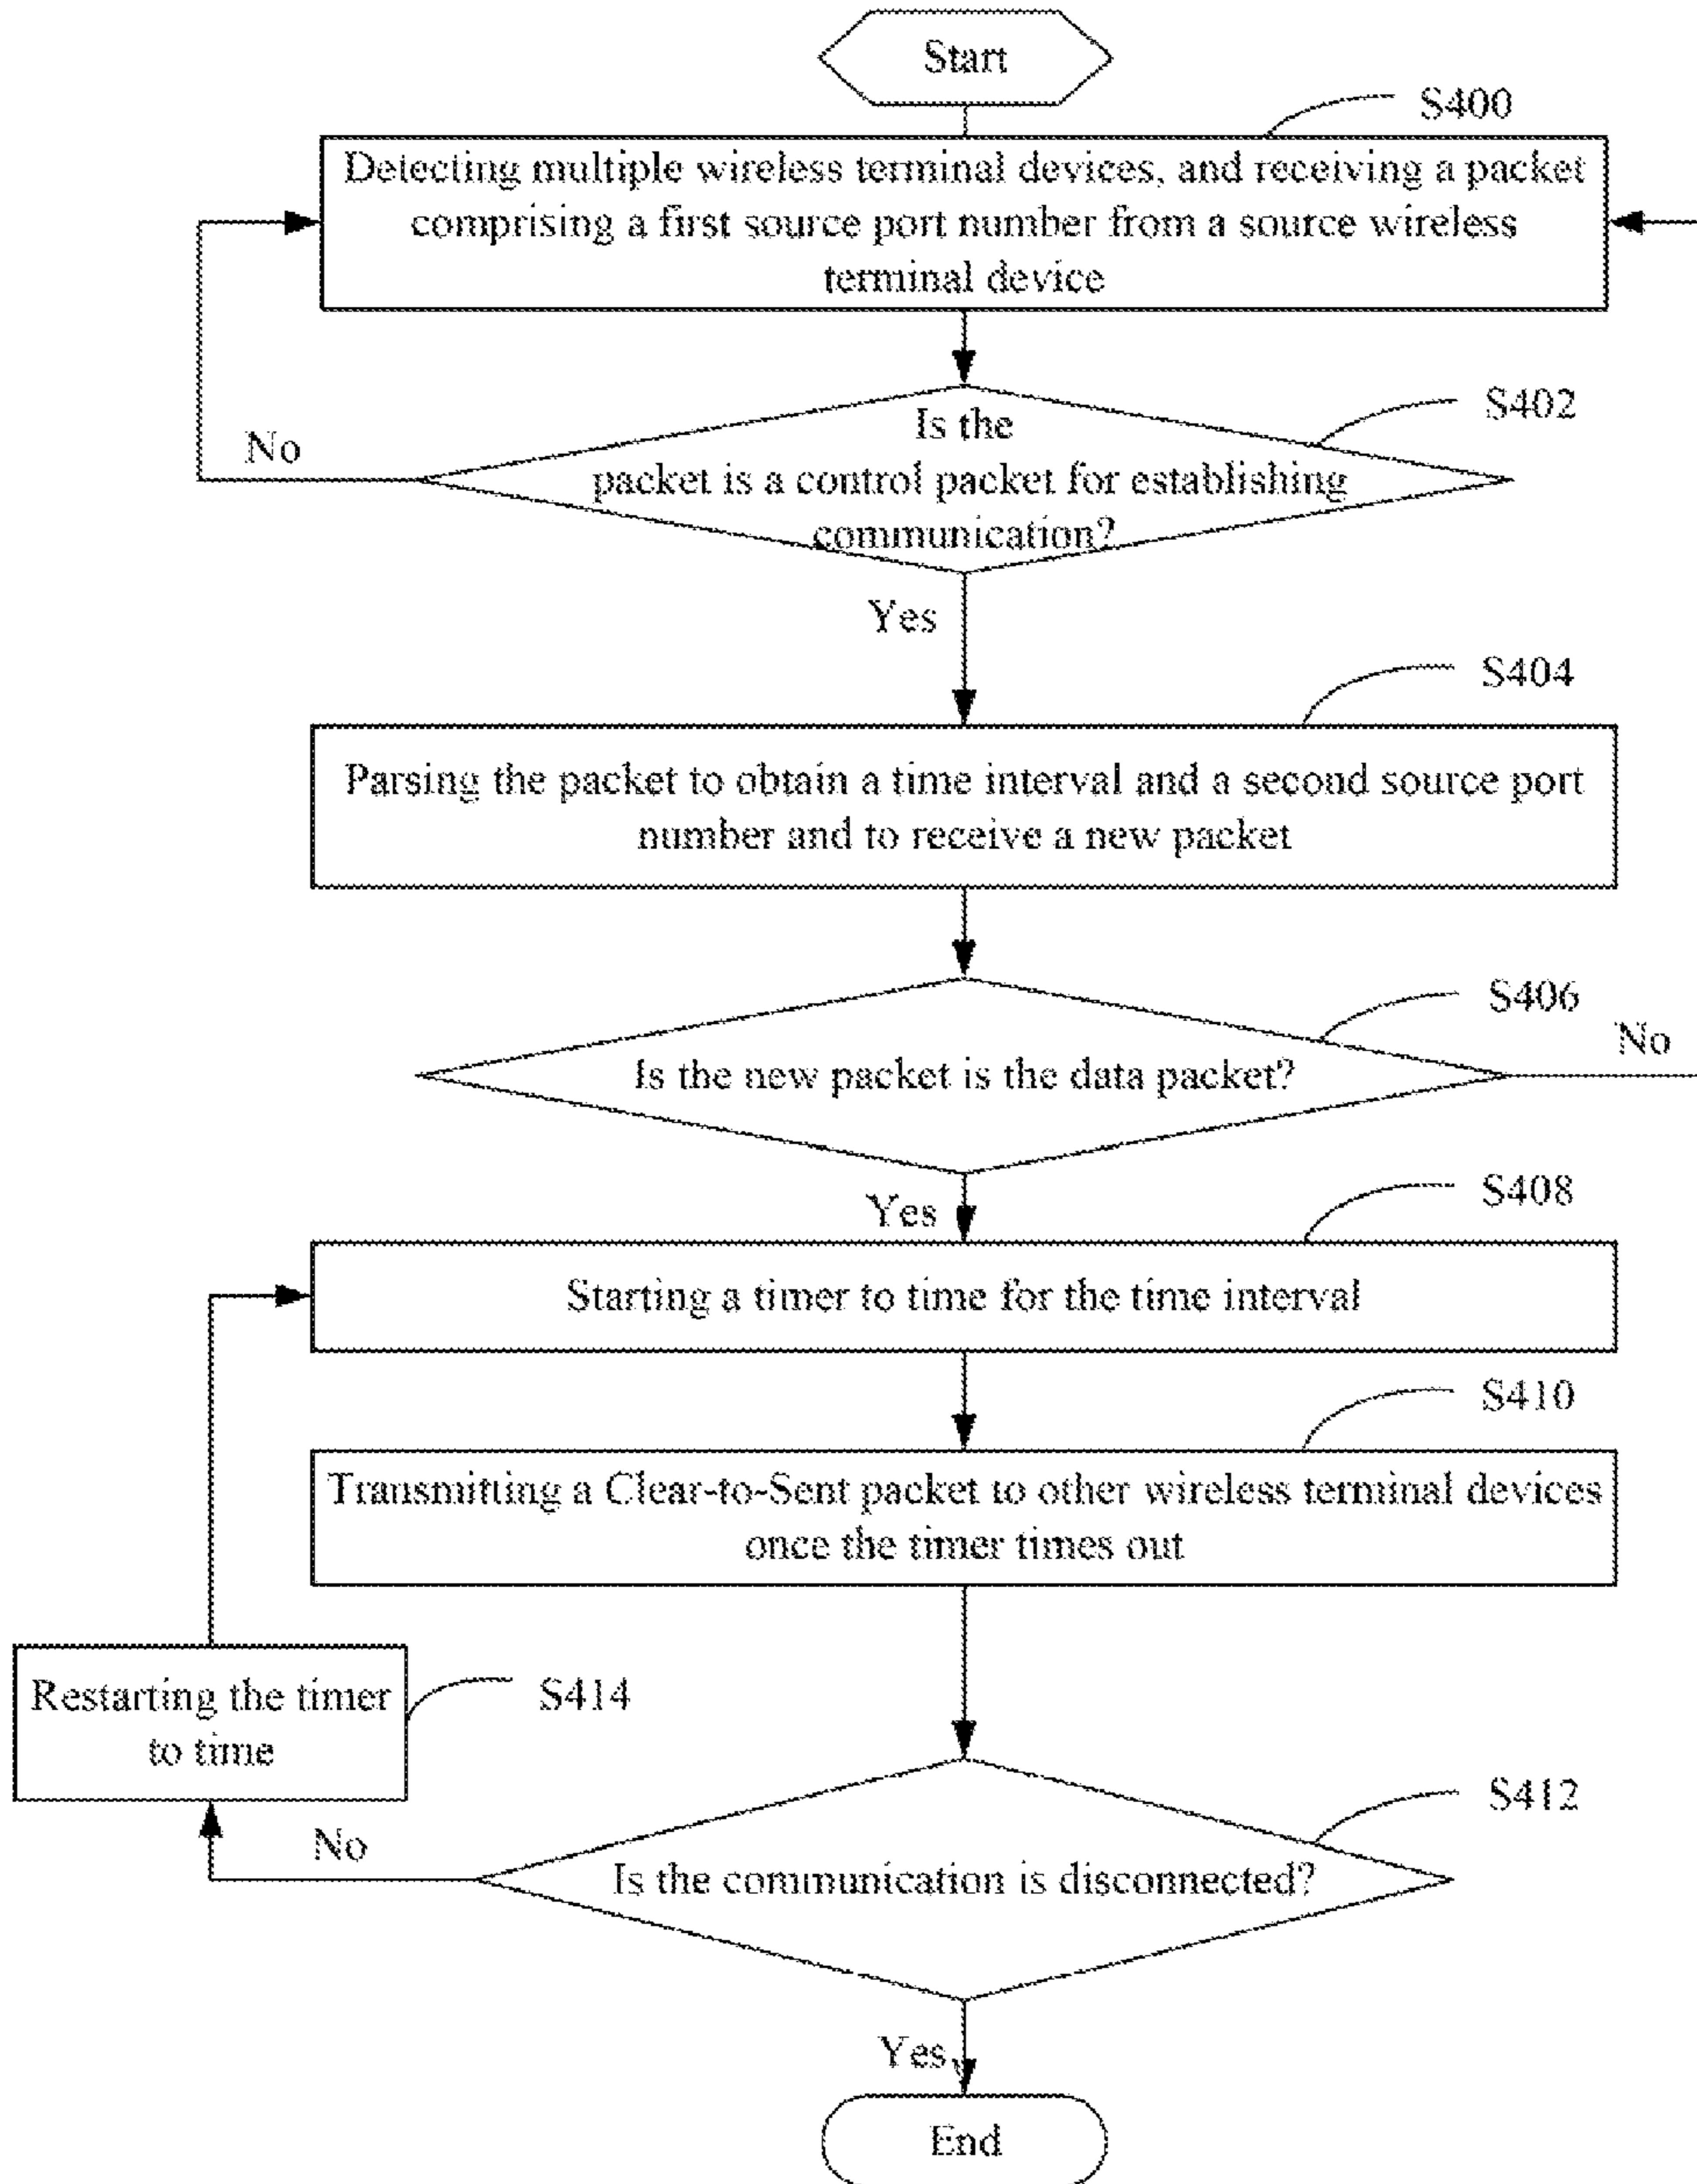 Start
S400
Detecting multiple wireless terminal devices, and receiving a packet
comprising a first source port number from a source wireless
terminal device
S402
Is the
packet is a control packet for establishing
communication?
No
Yes
S404
Parsing the packet to obtain a time interval and a second source port
number and to receive a new packet
S406
Is the new packet is the data packet?
No
Yes
S408
Starting a timer to time for the time interval
S410
Transmitting a Clear-to-Sent packet to other wireless terminal devices
once the timer times out
Restarting the timer
to time
S414
S412
Is the communication is disconnected?
No
Yes
End